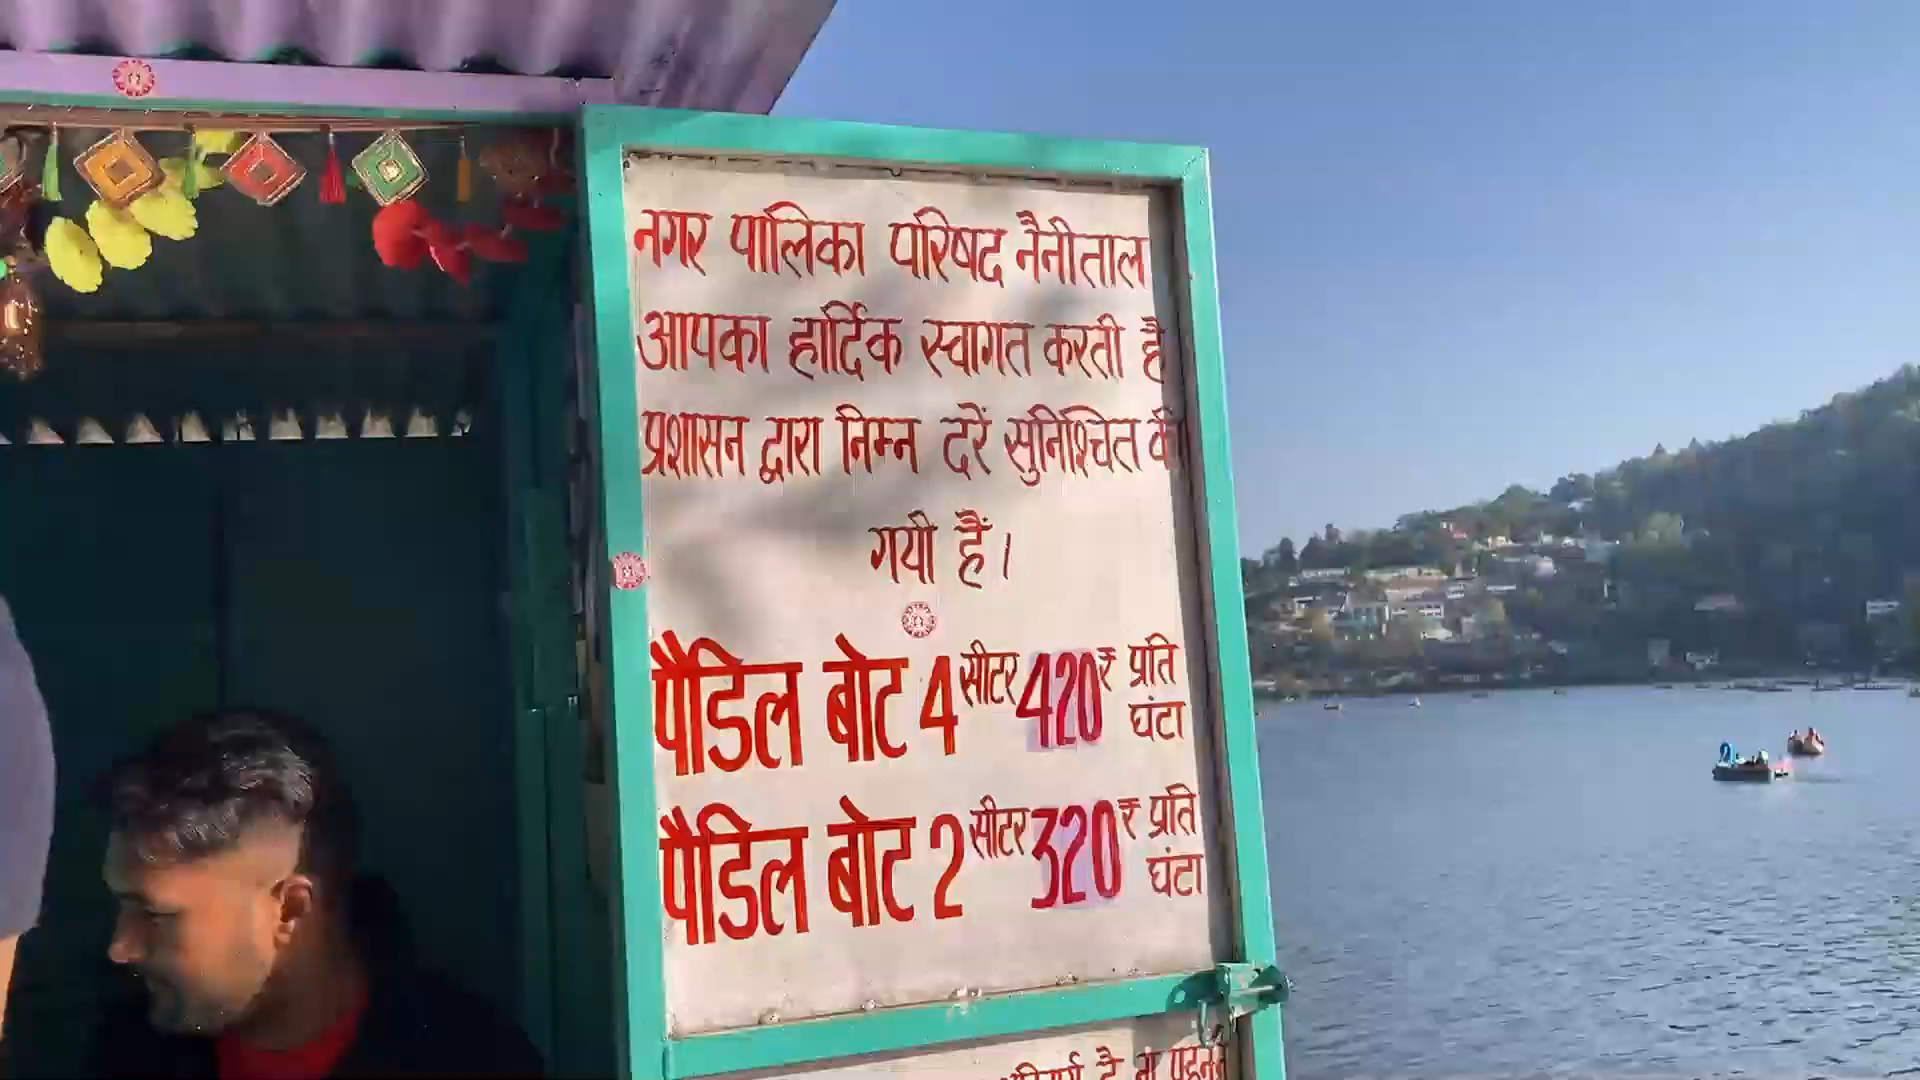 नगर पालिका परिषद नैनीताल
आपका हार्दिक स्वागत करती है
प्रशासन द्वारा निम्न दरें सुनिश्चित की
गयी हैं।
पैडिल बोट 4 सीटर 420₹ प्रति घंटा
पैडिल बोट 2 सीटर 320₹ प्रति घंटा
है